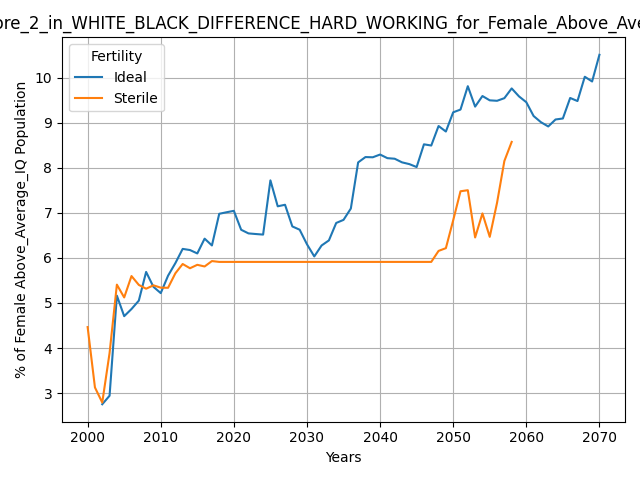 ore_2_in_WHITE_BLACK_DIFFERENCE_HARD_WORKING_for_Female_Above_Ave
Fertility
Ideal
Sterile
% of Female Above_Average_IQ Population
10
9
8
7
6
5
4
3
2000 2010 2020 2030 2040 2050 2060 2070
Years